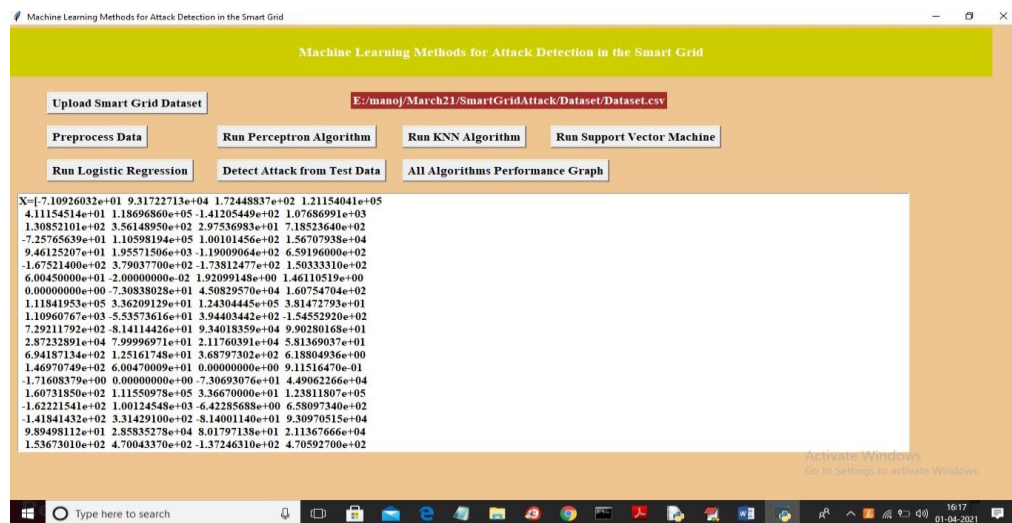 Machine Learning Methods for Attack Detection in the Smart Grid
Machine Learning Methods for Attack Detection in the Smart Grid
Upload Smart Grid Dataset
E:/manoj/March21/SmartGridAttack/Dataset/Dataset.csv
Preprocess Data
Run Perceptron Algorithm
Run KNN Algorithm
Run Support Vector Machine
Run Logistic Regression
Detect Attack from Test Data
All Algorithms Performance Graph
X=[-7.10926032e+01 9.31722713e+04 1.72448837e+02 1.21154041e+05
4.11154514e+01 1.18696860e+05 -1.41205449e+02 1.07686991e+03
1.30852101e+02 3.56148950e+02 2.97536983e+01 7.18523640e+02
-7.25765639e+01 1.10598194e+05 1.00101456e+02 1.56707938e+04
9.46125207e+01 1.95571506e+03 -1.19009064e+02 6.59196000e+02
-1.67521400e+02 3.79037700e+02 -1.73812477e+02 1.50333310e+02
6.00450000e+01 -2.00000000e-02 1.92099148e+00 1.46110519e+00
0.00000000e+00 -7.30838028e+01 4.50829570e+04 1.60754704e+02
1.11841953e+05 3.36209129e+01 1.24304445e+05 3.81472793e+01
1.10960767e+03 -5.53573616e+01 3.94403442e+02 -1.54552920e+02
7.29211792e+02 -8.14114426e+01 9.34018359e+04 9.90280168e+01
2.87232891e+04 7.99996971e+01 2.11760391e+04 5.81369037e+01
6.94187134e+02 1.25161748e+01 3.68797302e+02 6.18804936e+00
1.46970749e+02 6.00470009e+01 0.00000000e+00 9.11516470e-01
-1.71608379e+00 0.00000000e+00 -7.30693076e+01 4.49062266e+04
1.60731850e+02 1.11550978e+05 3.36670000e+01 1.23811807e+05
-1.62221541e+02 1.00124548e+03 -6.42285688e+00 6.58097340e+02
-1.41841432e+02 3.31429100e+02 -8.14001140e+01 9.30970515e+04
9.89498112e+01 2.85835278e+04 8.01797138e+01 2.11367666e+04
1.53673010e+02 4.70043370e+02 -1.37246310e+02 4.70592700e+02
Activate Windows
Go to Settings to activate Windows.
Type here to search
16:17
01-04-2021